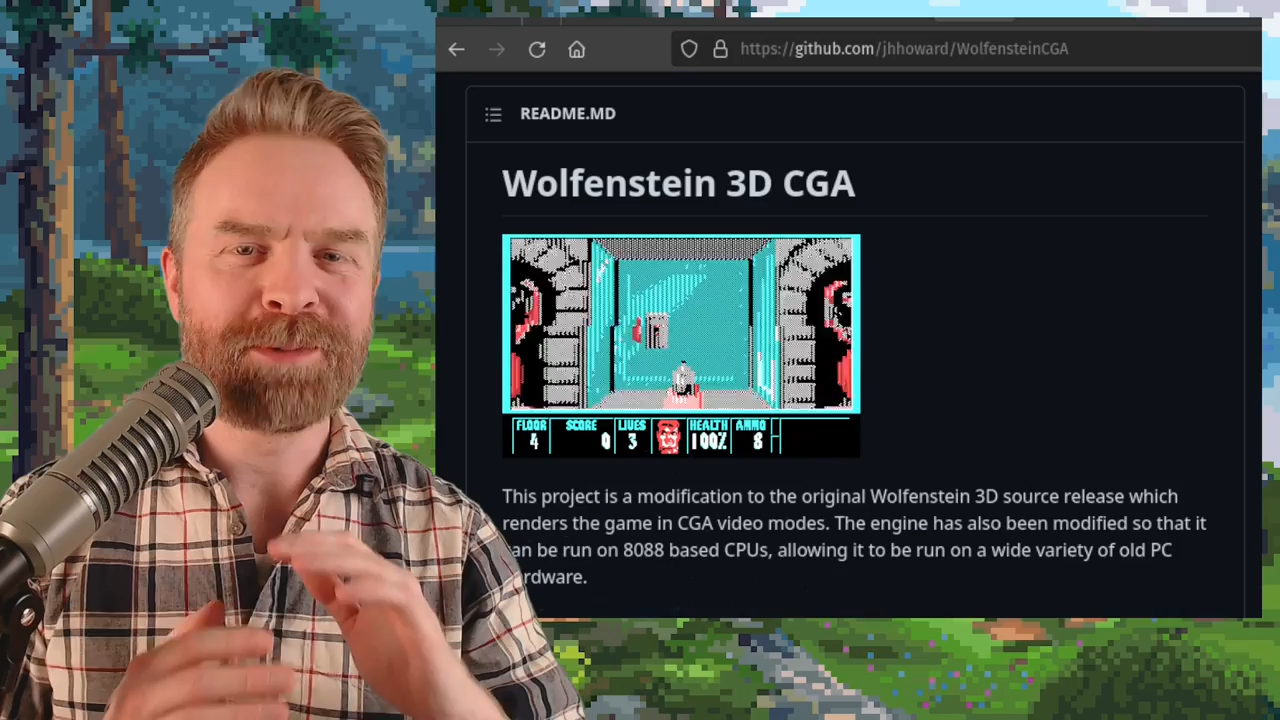 https://github.com/jhhoward/WolfensteinCGA
README.MD
Wolfenstein 3D CGA
FLOOR SCORE LIVES HEALTH AMMO
4 0 3 100% 8
This project is a modification to the original Wolfenstein 3D source release which
renders the game in CGA video modes. The engine has also been modified so that it
an be run on 8088 based CPUs, allowing it to be run on a wide variety of old PC
rdware.